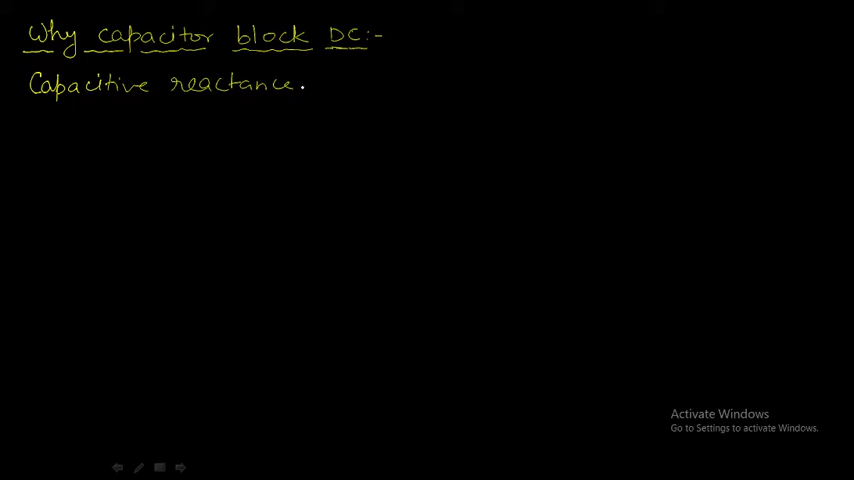 Why capacitor block DC:-
Capacitive reactance.
Activate Windows
Go to Settings to activate Windows.